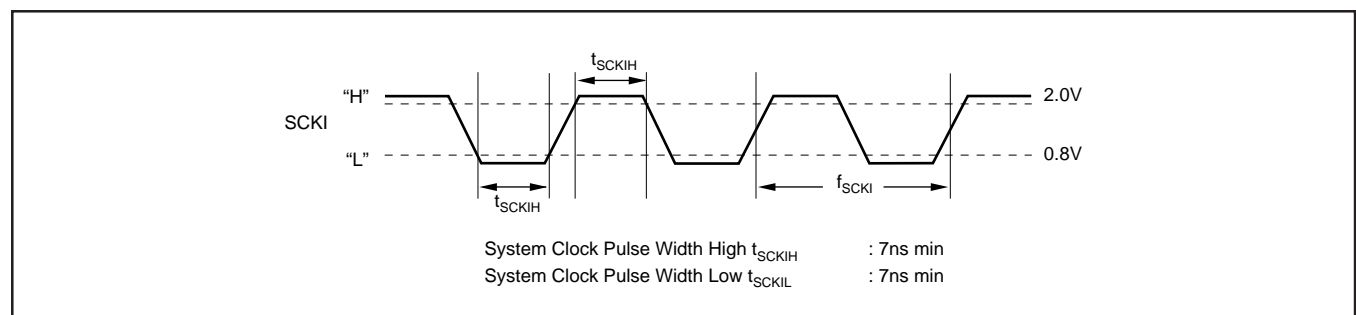 tSCKIH
“H”
2.0V
SCKI
“L”
0.8V
fSCKI
tSCKIH
System Clock Pulse Width High tSCKIH : 7ns min
System Clock Pulse Width Low tSCKIL : 7ns min